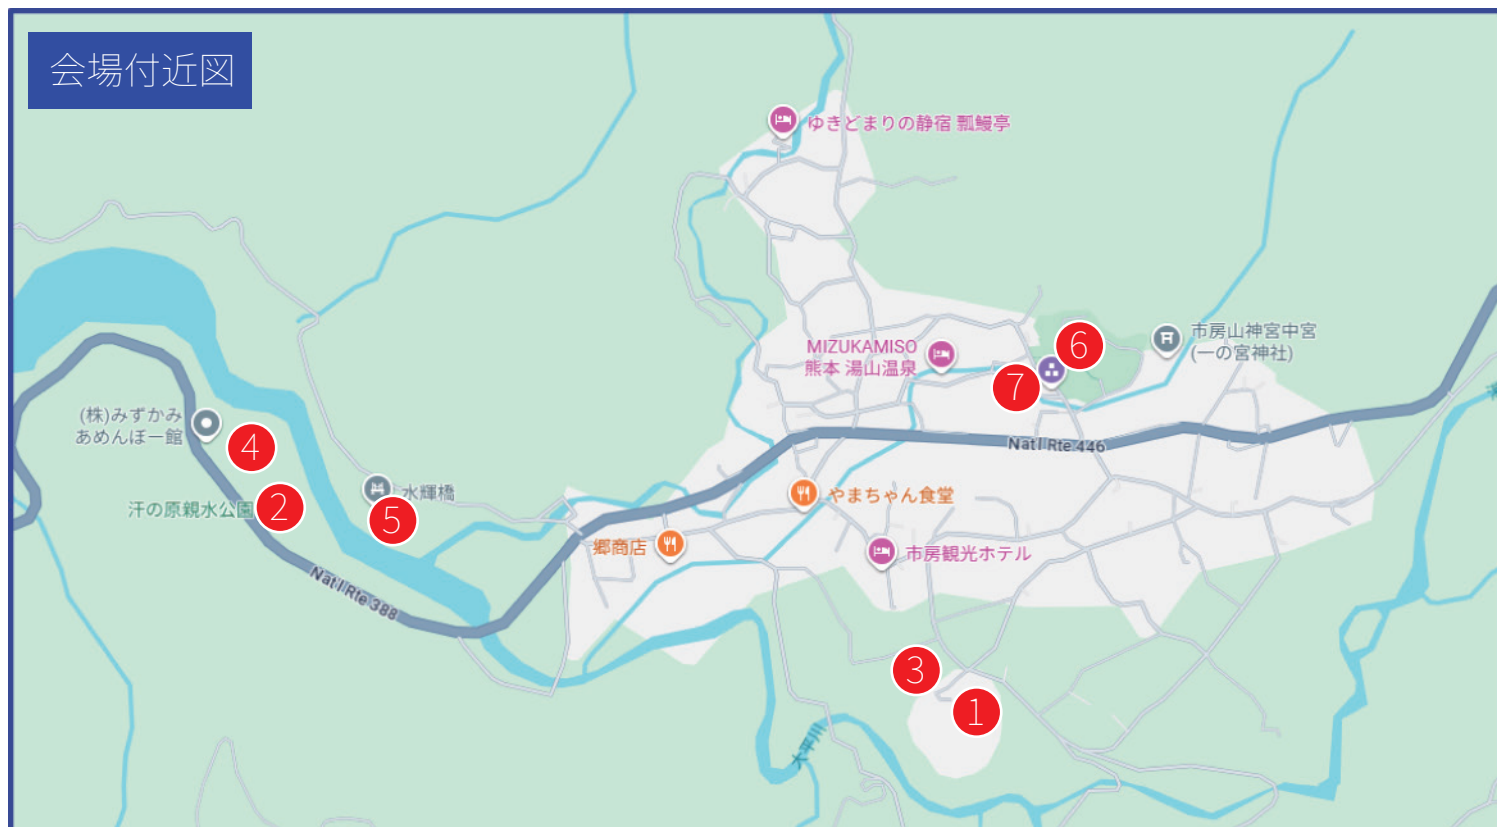 会場付近図
ゆきどまりの静宿 瓢鰻亭
市房山神宮中宮
(一の宮神社)
MIZUKAMISO
熊本 湯山温泉
6
7
(株)みずかみ
あめんぼー館
4
Nat'l Rte 446
水輝橋
やまちゃん食堂
汗の原親水公園
2
5
郷商店
市房観光ホテル
Nat'l Rte 388
3
1
大平川